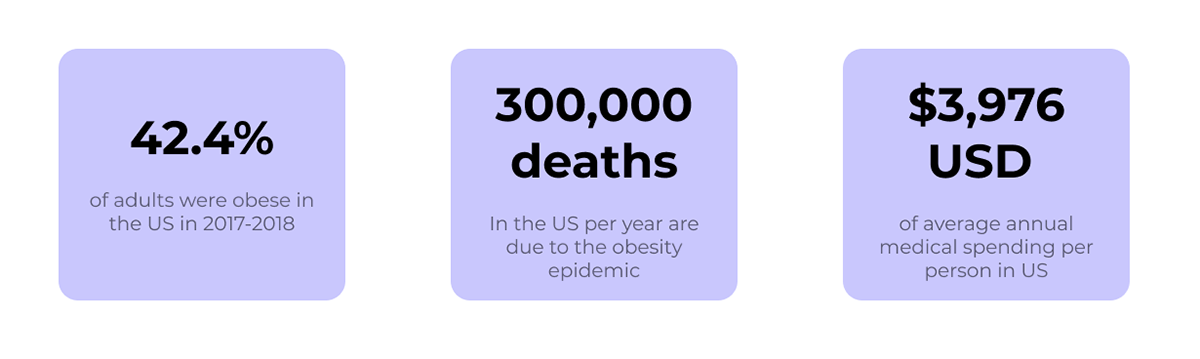 42.4%
of adults were obese in
the US in 2017-2018
300,000
deaths
In the US per year are
due to the obesity
epidemic
$3,976
USD
of average annual
medical spending per
person in US